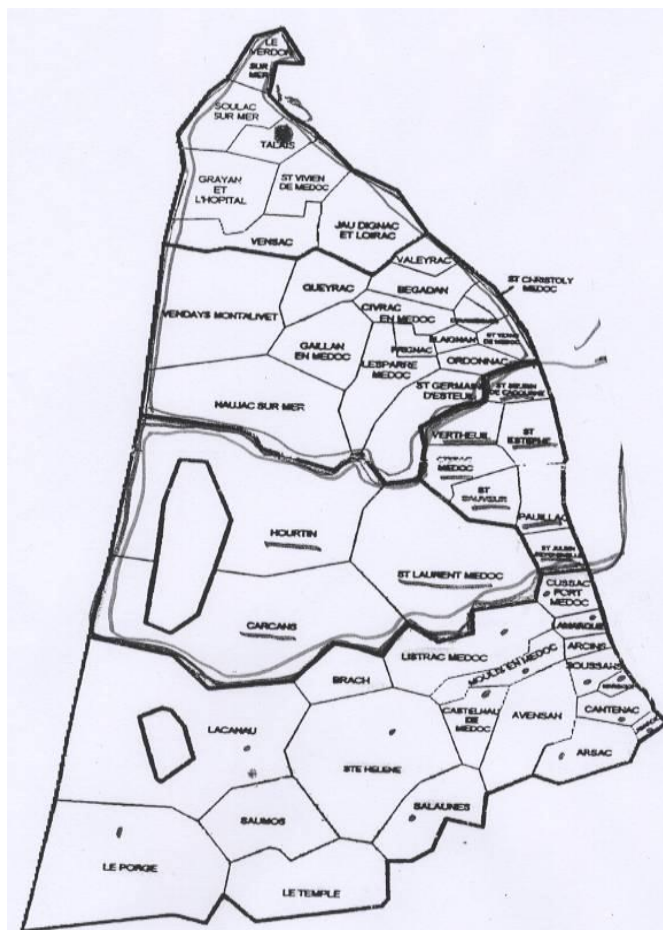 LE
VERDON
SUR
MER
SOULAC
SUR MER
TALAIS
GRAYAN
ET
L'HOPITAL
ST VIVIEN
DE MEDOC
JAU DIGNAC
ET LOIRAC
VENSAC
VALEYRAC
QUEYRAC
BEGADAN
ST CHRISTOLY
MEDOC
VENDAYS MONTALIVET
CIVRAC
EN MEDOC
BLAIGNAN
GAILLAN
EN MEDOC
PRIGNAC
LESPARRE
MEDOC
ORDONNAC
ST GERMAIN
D'ESTEUIL
NAUJAC SUR MER
VERTHEUIL
ST
ESTEPHE
MEDOC
ST
SAUVEUR
PAUILLAC
HOURTIN
ST LAURENT MEDOC
CUSSAC
FORT
MEDOC
CARCANS
ARCINS
LISTRAC MEDOC
MOULIS EN MEDOC
SOUSSANS
BRACH
CASTELNAU
DE
MEDOC
AVENSAN
CANTENAC
LACANAU
STE HELENE
ARSAC
SALAUNES
SAUMOS
LE PORGE
LE TEMPLE